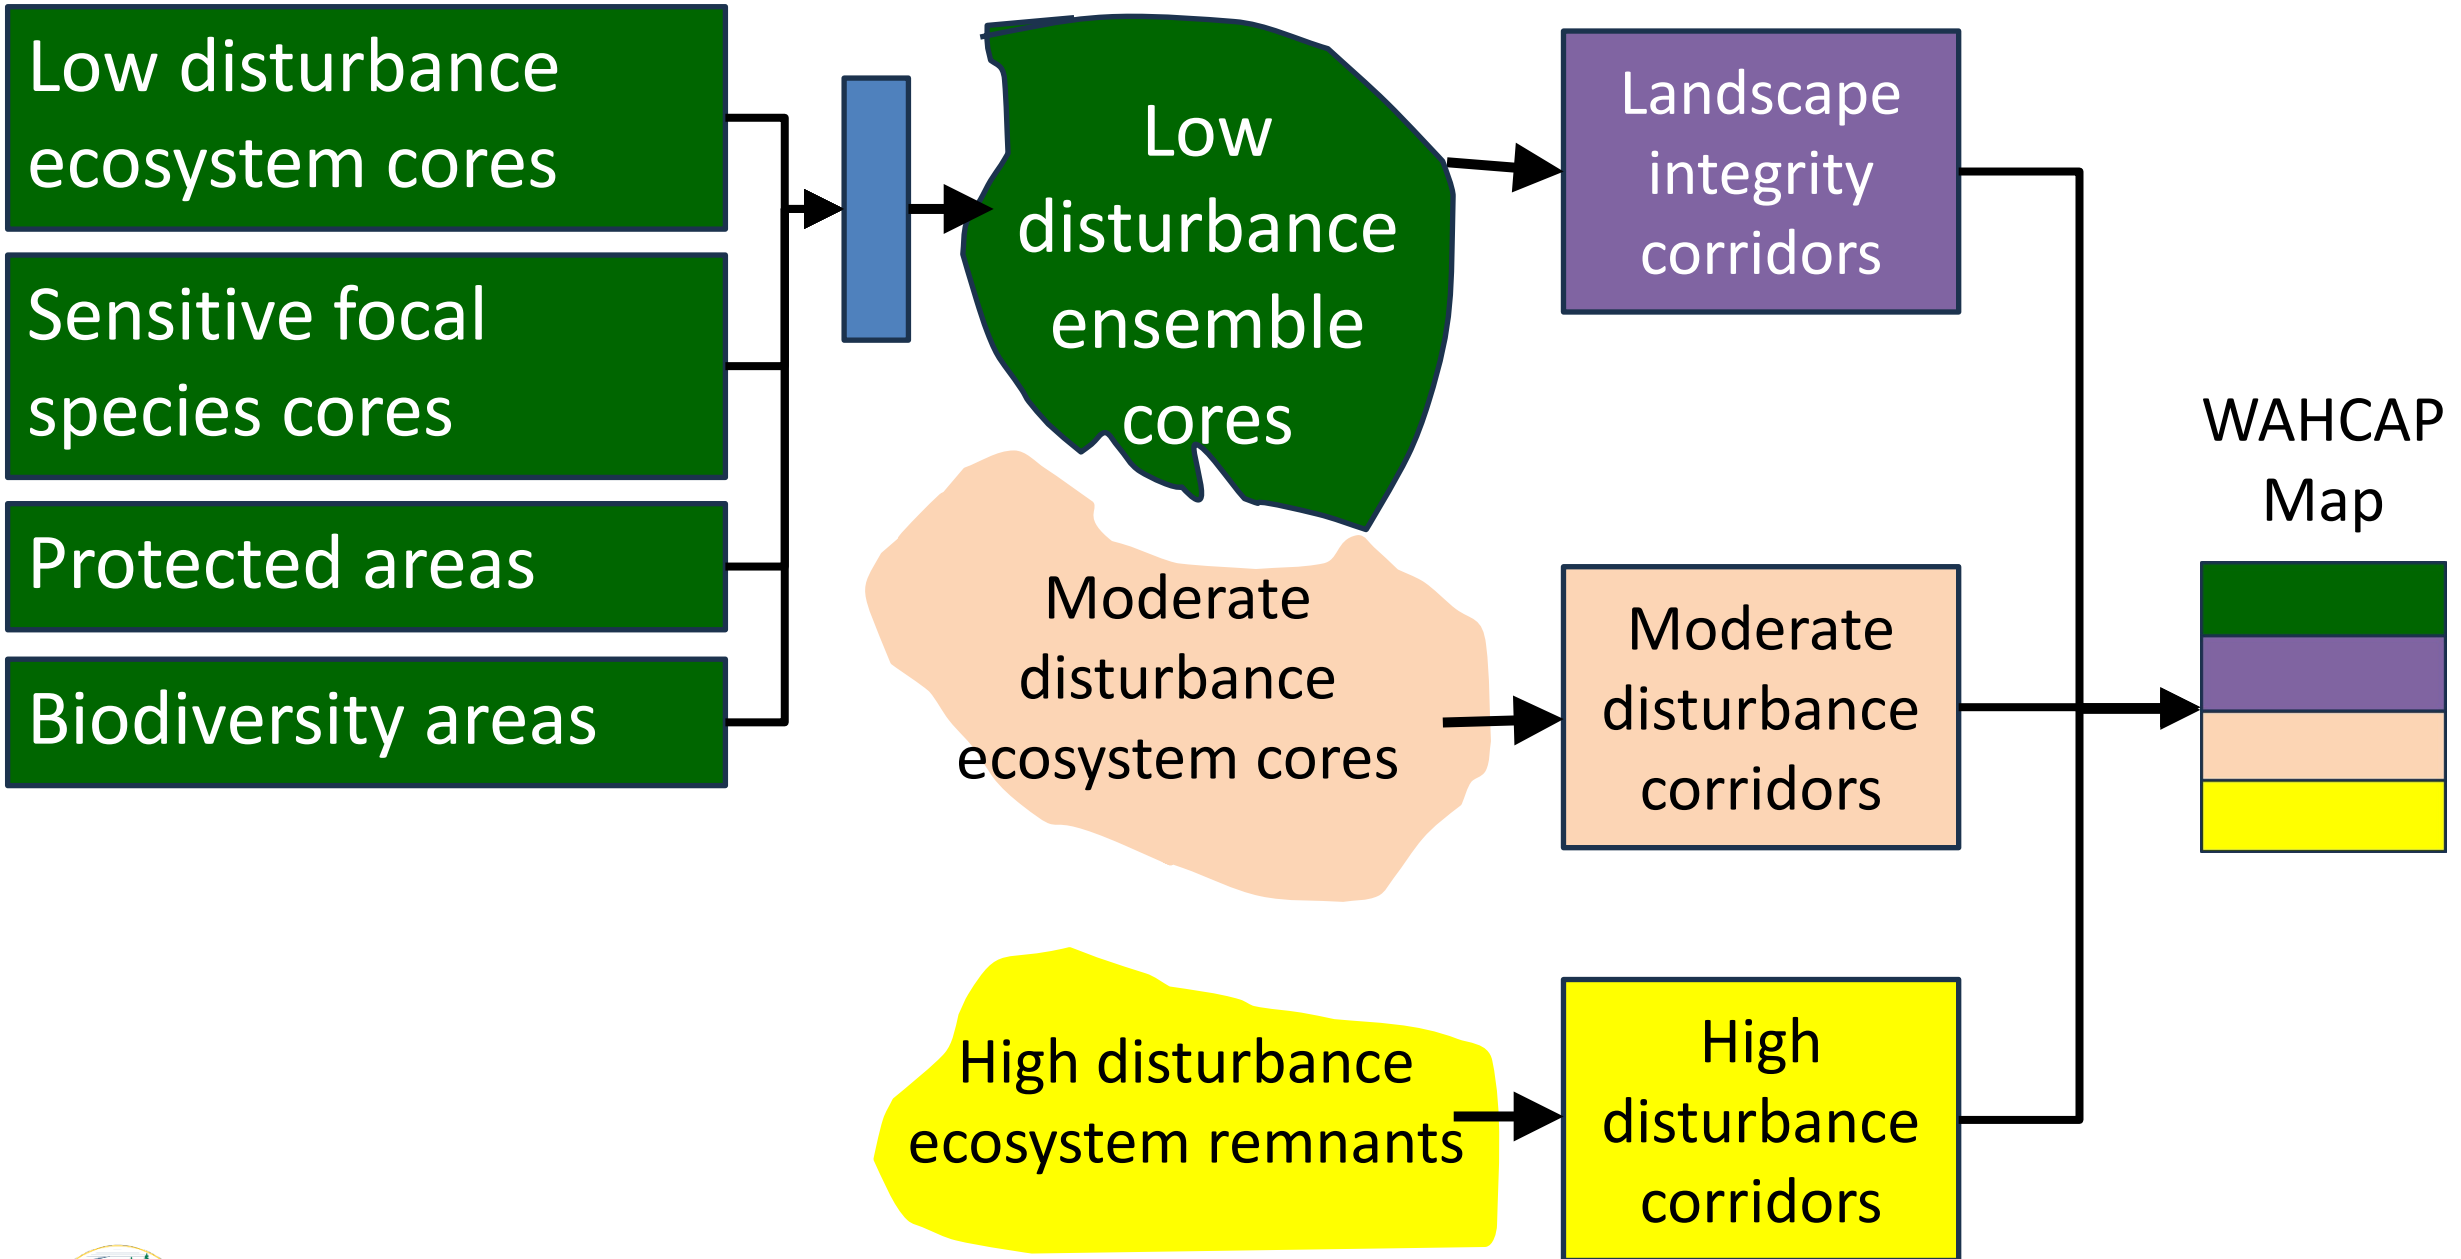 Low disturbance
ecosystem cores
Sensitive focal
species cores
Protected areas
Biodiversity areas
Low
disturbance
ensemble
cores
Moderate
disturbance
ecosystem cores
High disturbance
ecosystem remnants
Landscape
integrity
corridors
Moderate
disturbance
corridors
High
disturbance
corridors
WAHCAP
Map